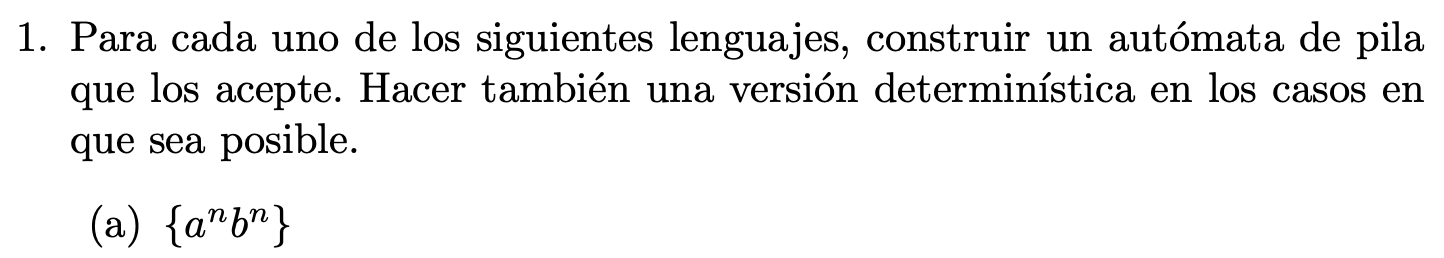 1. Para cada uno de los siguientes lenguajes, construir un autómata de pila
que los acepte. Hacer también una versión determinística en los casos en
que sea posible.
(a) {aⁿbⁿ}